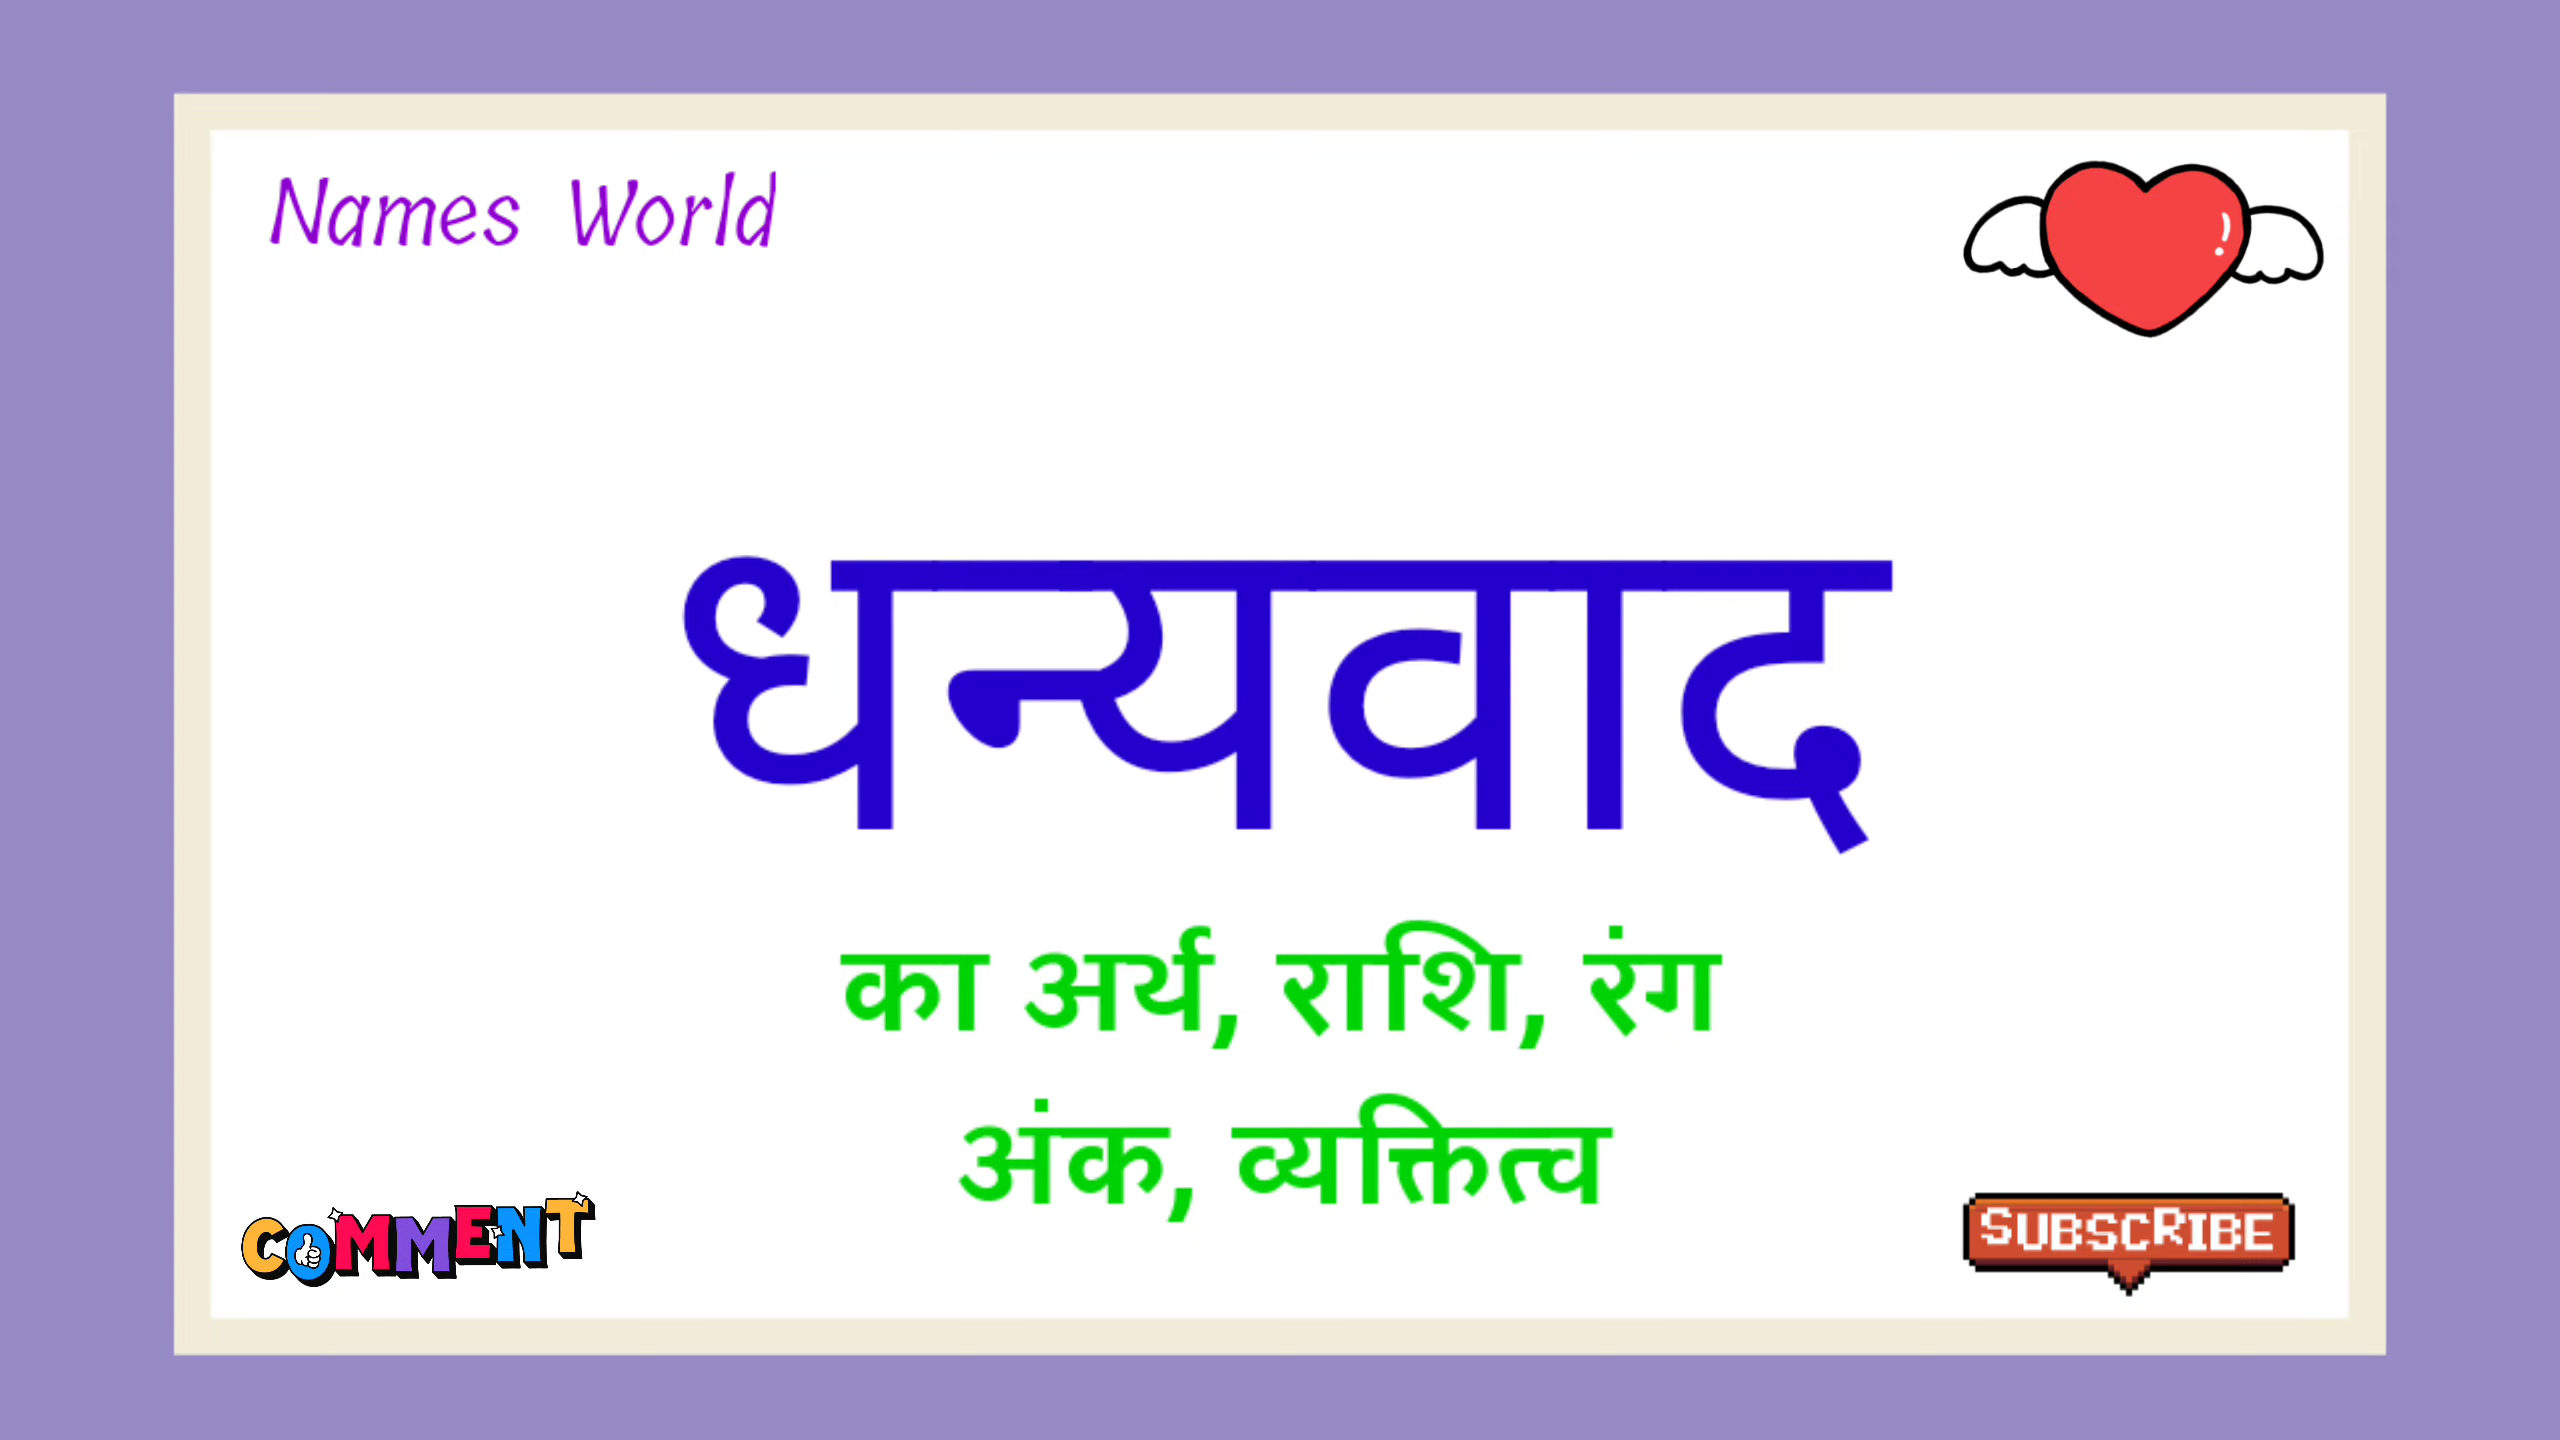 Names World
धन्यवाद
का अर्थ, राशि, रंग
अंक, व्यक्तित्व
COMMENT
SUBSCRIBE